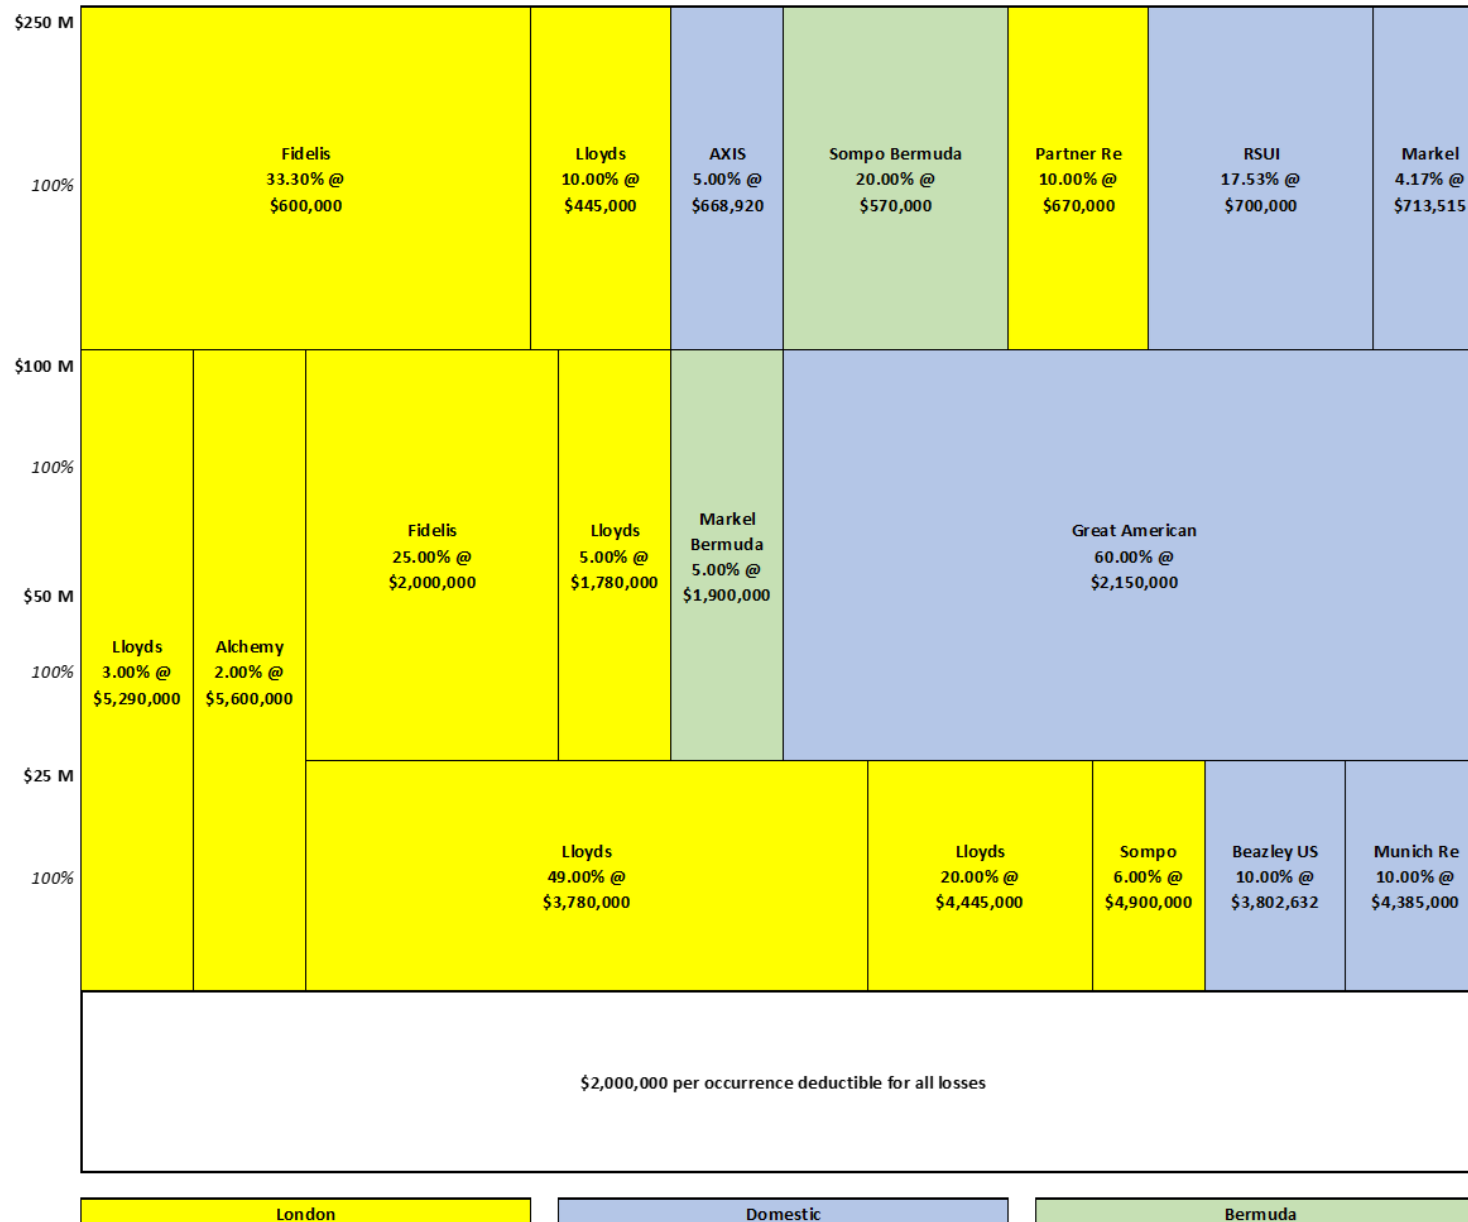 $250 M
100%
Fidelis
33.30% @
$600,000
Lloyds
10.00% @
$445,000
AXIS
5.00% @
$668,920
Sompo Bermuda
20.00% @
$570,000
Partner Re
10.00% @
$670,000
RSUI
17.53% @
$700,000
Markel
4.17% @
$713,515
$100 M
100%
$50 M
100%
Lloyds
3.00% @
$5,290,000
Alchemy
2.00% @
$5,600,000
Fidelis
25.00% @
$2,000,000
Lloyds
5.00% @
$1,780,000
Markel
Bermuda
5.00% @
$1,900,000
Great American
60.00% @
$2,150,000
$25 M
100%
Lloyds
49.00% @
$3,780,000
Lloyds
20.00% @
$4,445,000
Sompo
6.00% @
$4,900,000
Beazley US
10.00% @
$3,802,632
Munich Re
10.00% @
$4,385,000
$2,000,000 per occurrence deductible for all losses
London
Domestic
Bermuda